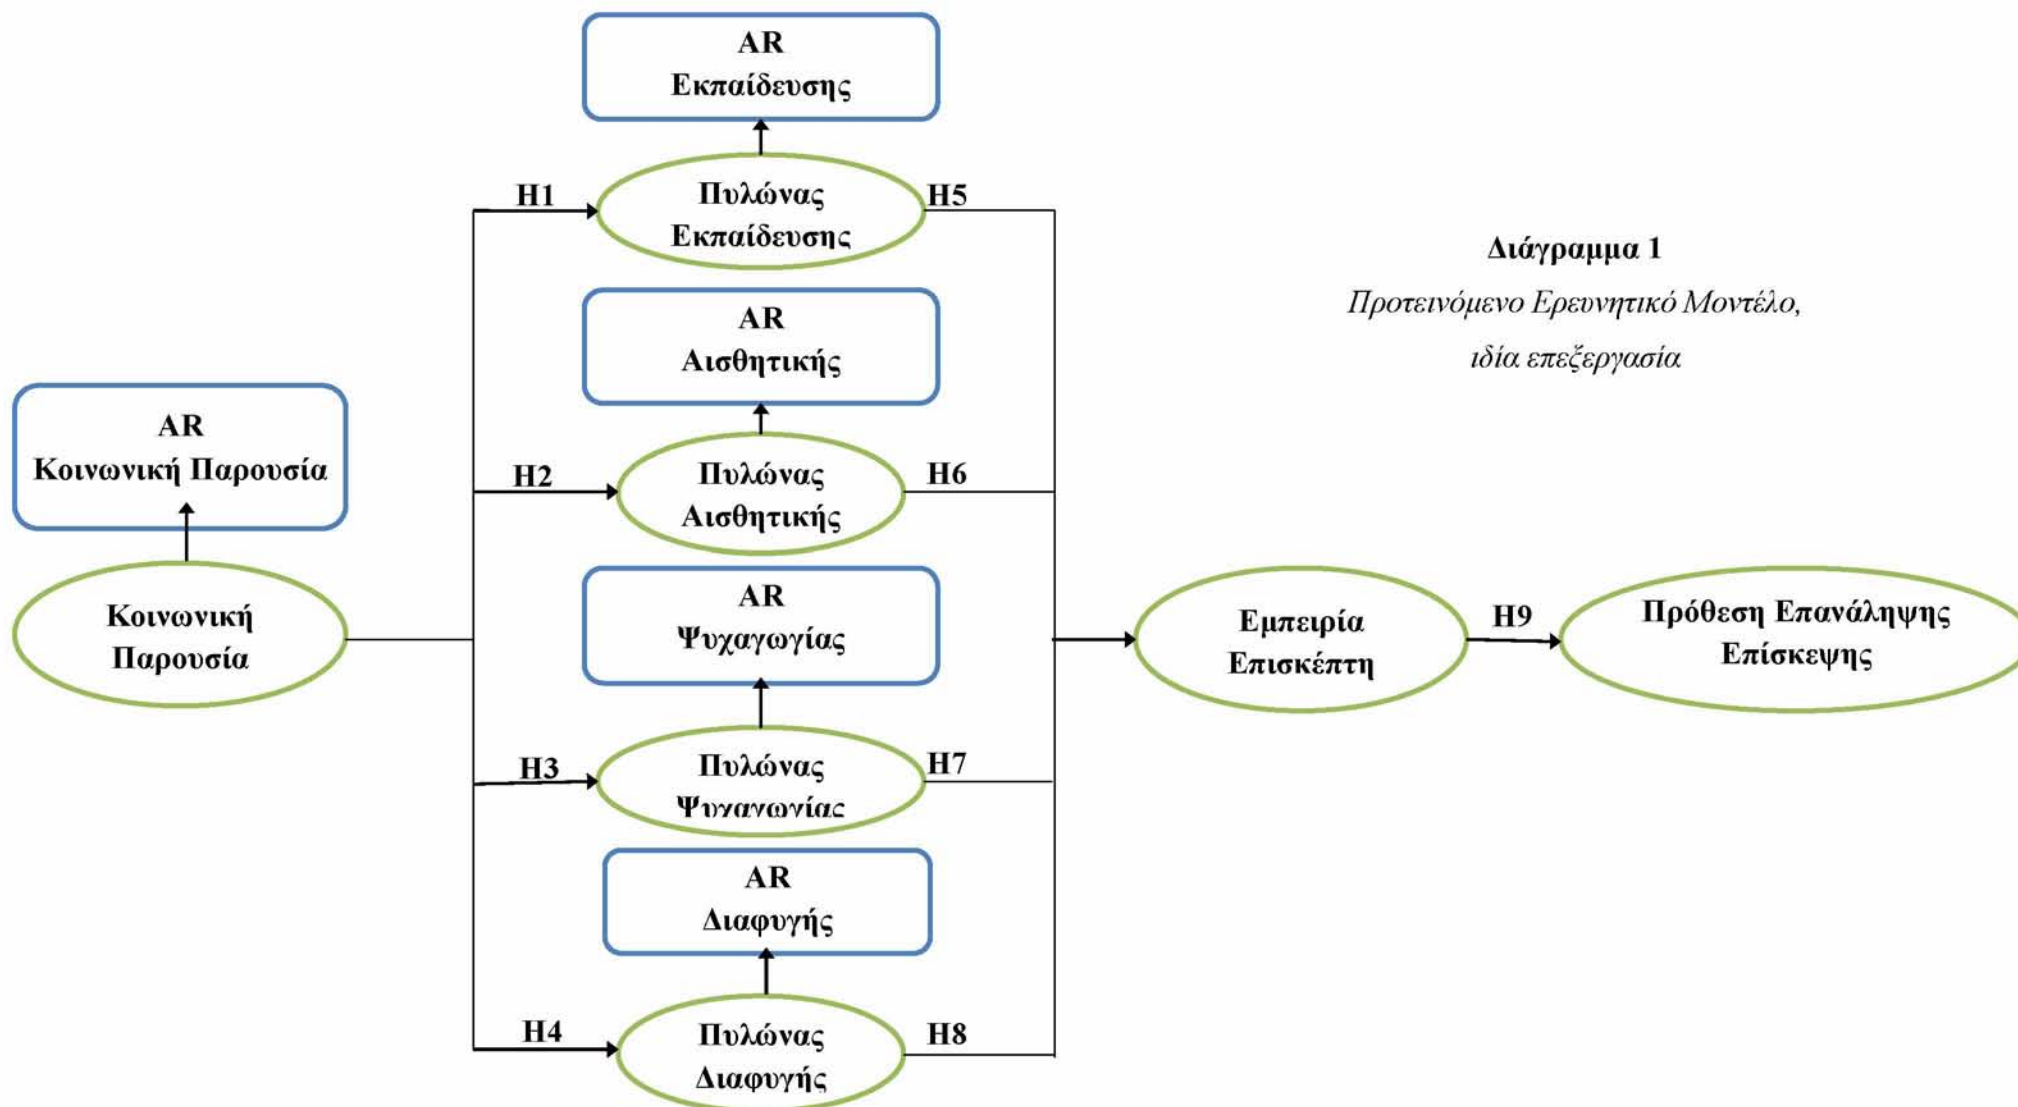 AR
Εκπαίδευσης
H1
Πυλώνας
Εκπαίδευσης
H5
Διάγραμμα 1
Προτεινόμενο Ερευνητικό Μοντέλο,
ιδία επεξεργασία
AR
Αισθητικής
AR
Κοινωνική Παρουσία
H2
Πυλώνας
Αισθητικής
H6
AR
Ψυχαγωγίας
Κοινωνική
Παρουσία
Εμπειρία
Επισκέπτη
H9
Πρόθεση Επανάληψης
Επίσκεψης
H3
Πυλώνας
Ψυχαγωγίας
H7
AR
Διαφυγής
H4
Πυλώνας
Διαφυγής
H8